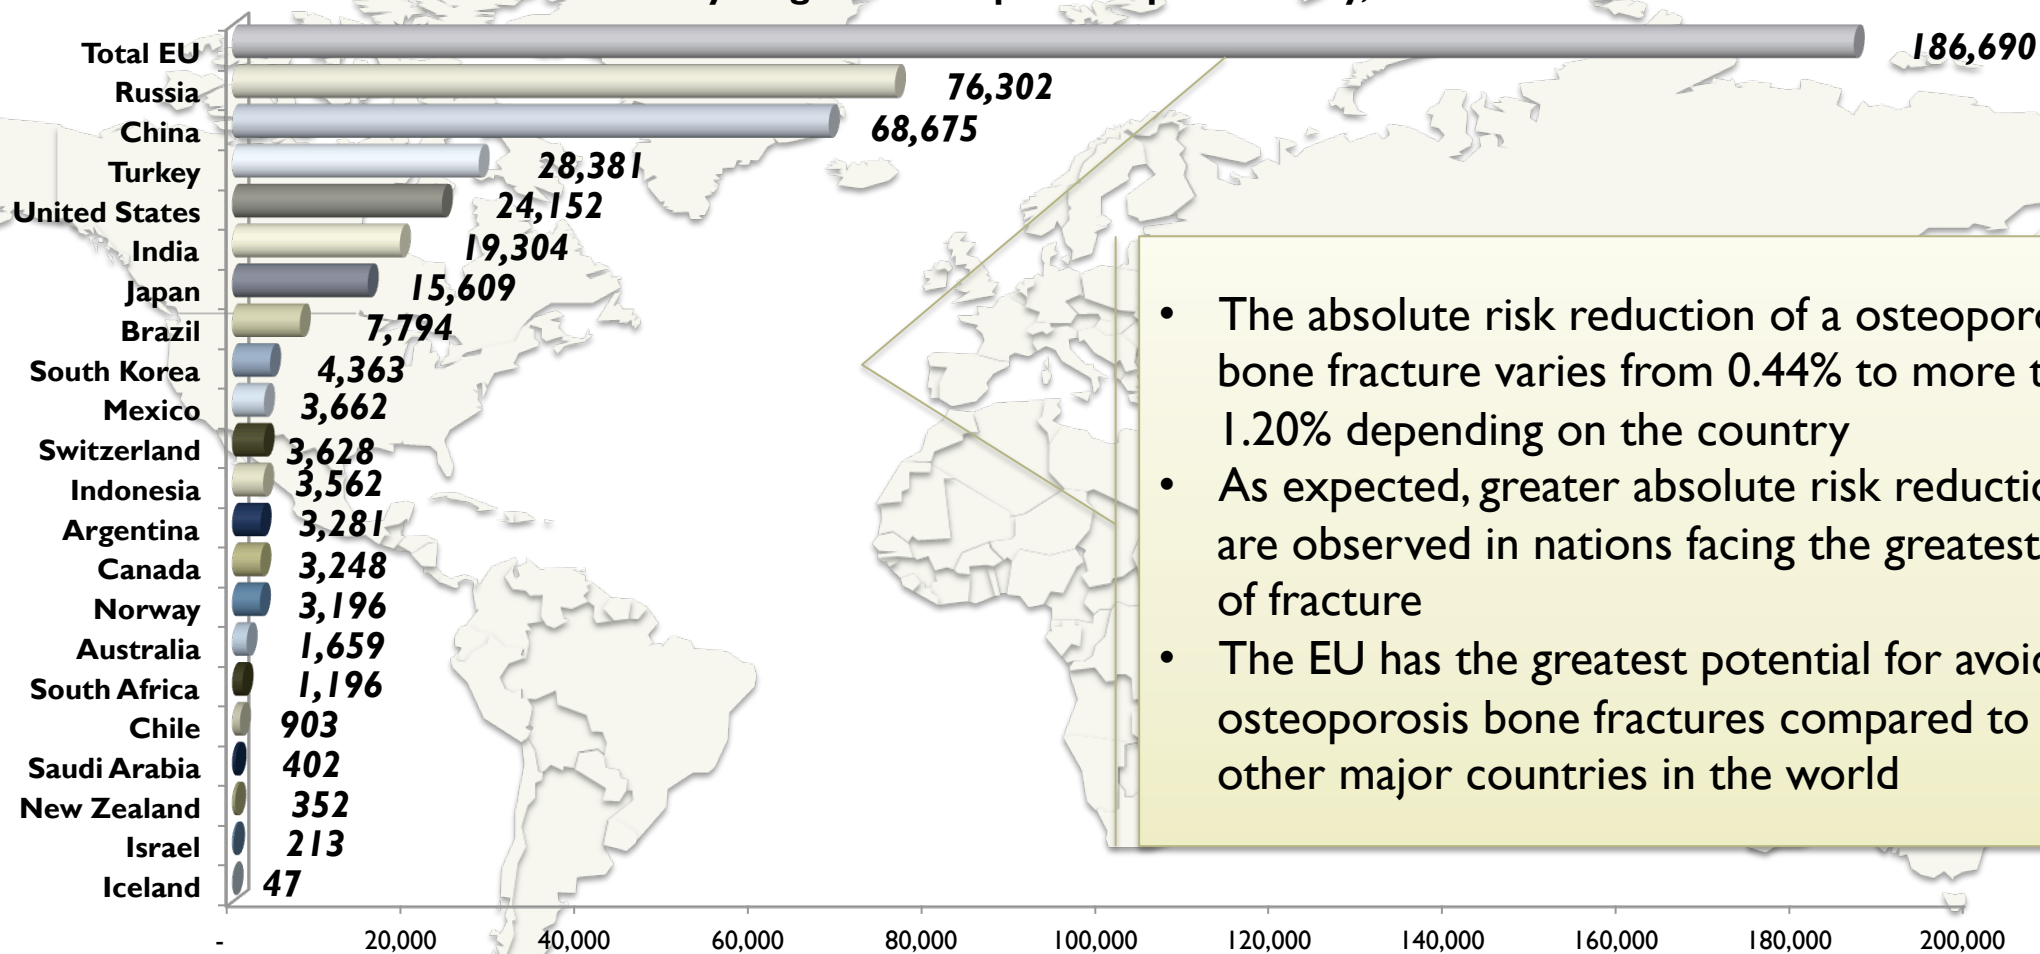 Total EU 186,690
Russia 76,302
China 68,675
Turkey 28,381
United States 24,152
India 19,304
Japan 15,609
Brazil 7,794
South Korea 4,363
Mexico 3,662
Switzerland 3,628
Indonesia 3,562
Argentina 3,281
Canada 3,248
Norway 3,196
Australia 1,659
South Africa 1,196
Chile 903
Saudi Arabia 402
New Zealand 352
Israel 213
Iceland 47
- 20,000 40,000 60,000 80,000 100,000 120,000 140,000 160,000 180,000 200,000
• The absolute risk reduction of a
bone fracture varies from 0.44% to more
1.20% depending on the country
• As expected, greater absolute risk
are observed in nations facing the greatest
of fracture
• The EU has the greatest potential for
osteoporosis bone fractures compared to
other major countries in the world